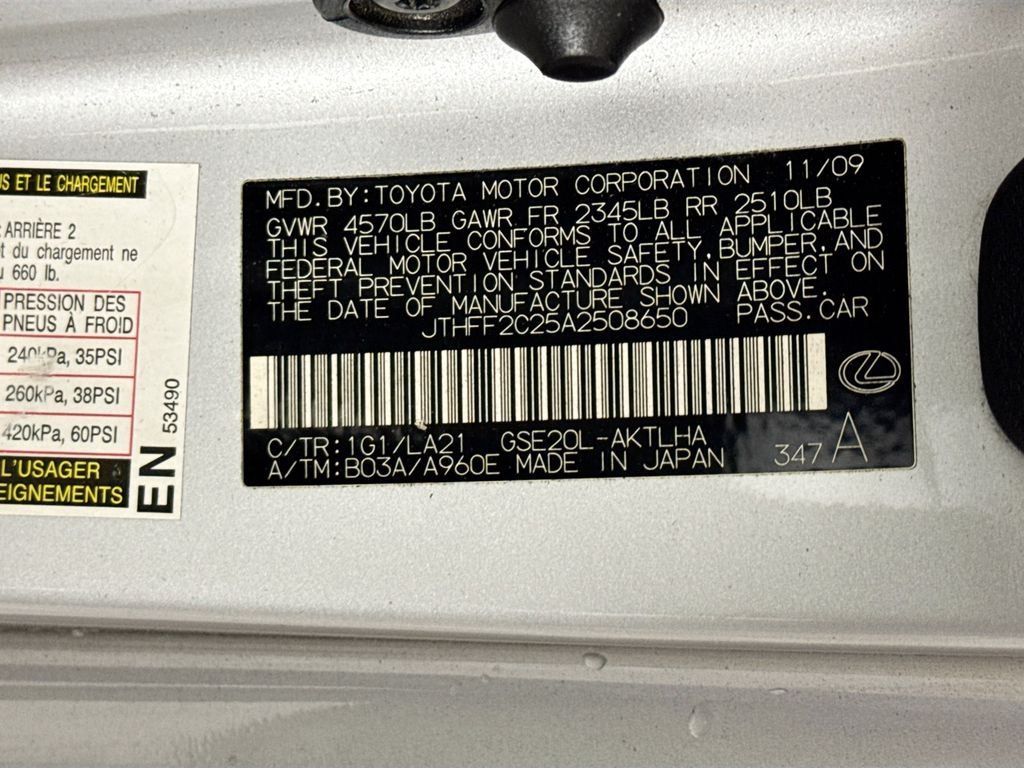 US ET LE CHARGEMENT
ARRIÈRE 2
t du chargement ne
u 660 lb.
PRESSION DES
PNEUS À FROID
240kPa, 35PSI
260kPa, 38PSI
420kPa, 60PSI
L'USAGER
EIGNEMENTS
EN
53490
MFD. BY: TOYOTA MOTOR CORPORATION 11/09
GVWR 4570LB GAWR FR 2345LB RR 2510LB
THIS VEHICLE CONFORMS TO ALL APPLICABLE
FEDERAL MOTOR VEHICLE SAFETY, BUMPER, AND
THEFT PREVENTION STANDARDS IN EFFECT ON
THE DATE OF MANUFACTURE SHOWN ABOVE.
JTHFF2C25A2508650 PASS. CAR
C/TR: 1G1/LA21 GSE20L-AKTLHA
A/TM: B03A/A960E MADE IN JAPAN 347 A